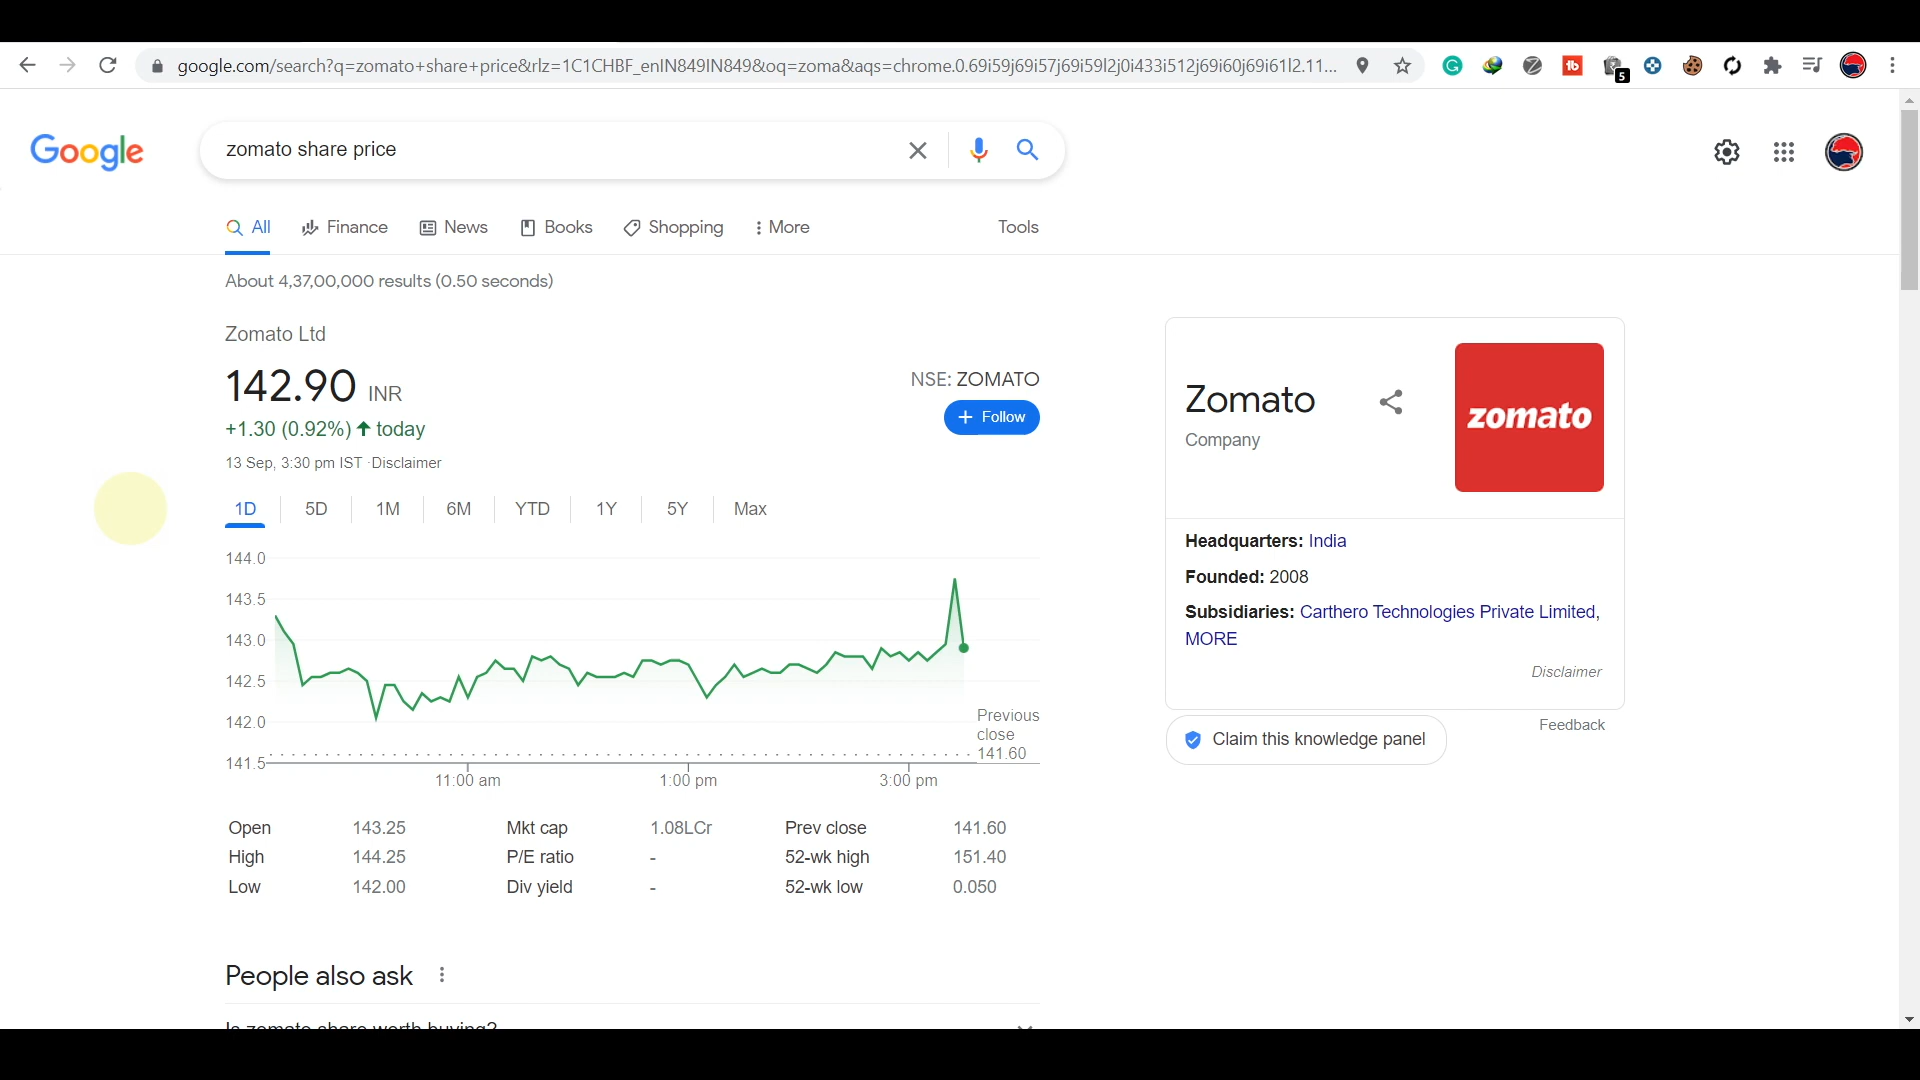 google.com/search?q=zomato+share+price&rlz=1C1CHBF_enIN849IN849&oq=zoma&aqs=chrome.0.69i59j69i57j69i59l2j0i433i512j69i60j69i61l2.11...
5
Google
zomato share price
All Finance News Books Shopping More Tools
About 4,37,00,000 results (0.50 seconds)
Zomato Ltd
142.90 INR
NSE: ZOMATO
+ Follow
+1.30 (0.92%) today
13 Sep, 3:30 pm IST · Disclaimer
1D 5D 1M 6M YTD 1Y 5Y Max
144.0
143.5
143.0
142.5
142.0
141.5
Previous
close
141.60
11:00 am 1:00 pm 3:00 pm
Open 143.25 Mkt cap 1.08LCr Prev close 141.60
High 144.25 P/E ratio - 52-wk high 151.40
Low 142.00 Div yield - 52-wk low 0.050
People also ask
Is zomato share worth buying?
Zomato
Company
zomato
Headquarters: India
Founded: 2008
Subsidiaries: Carthero Technologies Private Limited,
MORE
Disclaimer
Feedback
Claim this knowledge panel